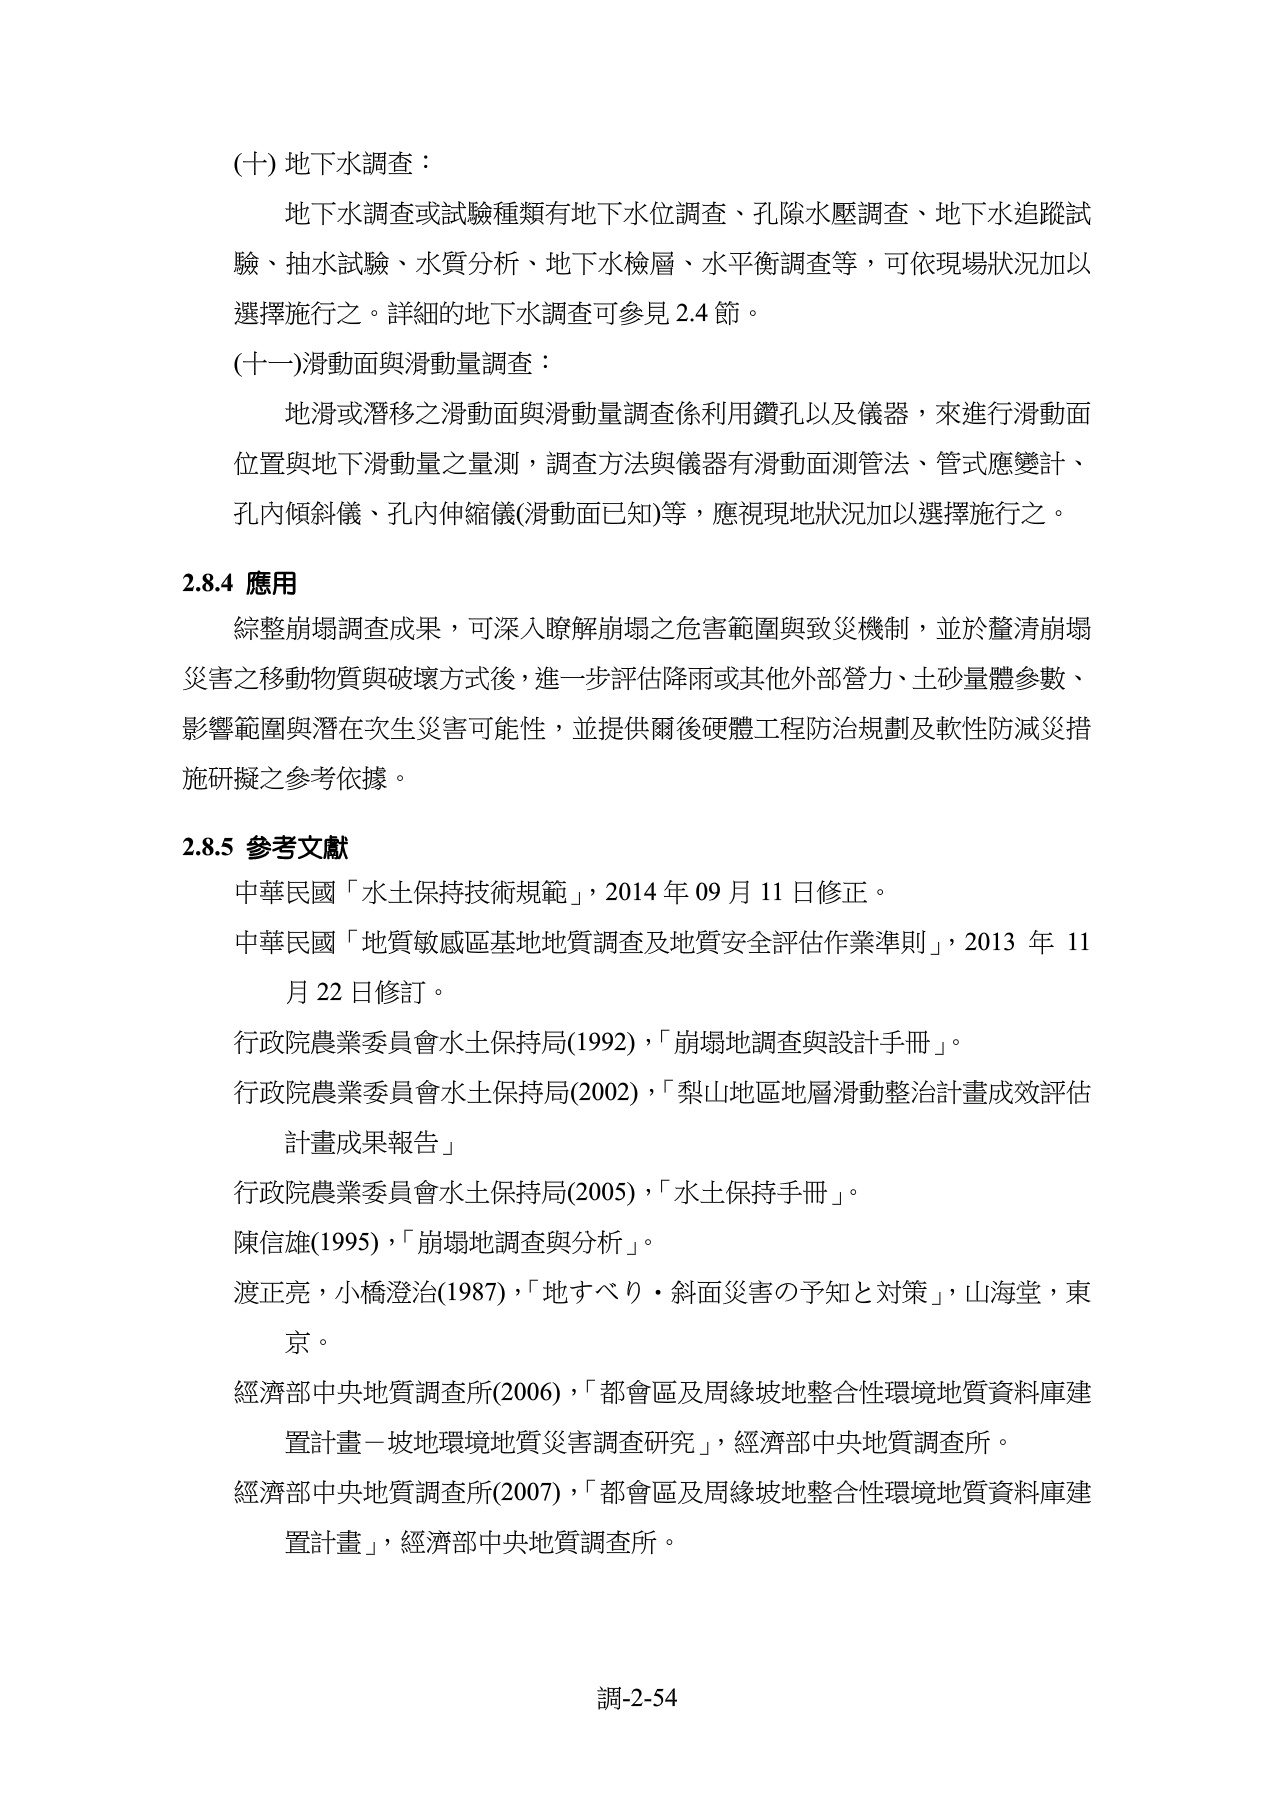 (十) 地下水調查：
地下水調查或試驗種類有地下水位調查、孔隙水壓調查、地下水追蹤試
驗、抽水試驗、水質分析、地下水檢層、水平衡調查等，可依現場狀況加以
選擇施行之。詳細的地下水調查可參見 2.4 節。
(十一)滑動面與滑動量調查：
地滑或潛移之滑動面與滑動量調查係利用鑽孔以及儀器，來進行滑動面
位置與地下滑動量之量測，調查方法與儀器有滑動面測管法、管式應變計、
孔內傾斜儀、孔內伸縮儀(滑動面已知)等，應視現地狀況加以選擇施行之。
2.8.4 應用
綜整崩塌調查成果，可深入瞭解崩塌之危害範圍與致災機制，並於釐清崩塌
災害之移動物質與破壞方式後，進一步評估降雨或其他外部營力、土砂量體參數、
影響範圍與潛在次生災害可能性，並提供爾後硬體工程防治規劃及軟性防減災措
施研擬之參考依據。
2.8.5 參考文獻
中華民國「水土保持技術規範」，2014 年 09 月 11 日修正。
中華民國「地質敏感區基地地質調查及地質安全評估作業準則」，2013 年 11
月 22 日修訂。
行政院農業委員會水土保持局(1992)，「崩塌地調查與設計手冊」。
行政院農業委員會水土保持局(2002)，「梨山地區地層滑動整治計畫成效評估
計畫成果報告」
行政院農業委員會水土保持局(2005)，「水土保持手冊」。
陳信雄(1995)，「崩塌地調查與分析」。
渡正亮，小橋澄治(1987)，「地すべり・斜面災害の予知と対策」，山海堂，東
京。
經濟部中央地質調查所(2006)，「都會區及周緣坡地整合性環境地質資料庫建
置計畫－坡地環境地質災害調查研究」，經濟部中央地質調查所。
經濟部中央地質調查所(2007)，「都會區及周緣坡地整合性環境地質資料庫建
置計畫」，經濟部中央地質調查所。
調-2-54